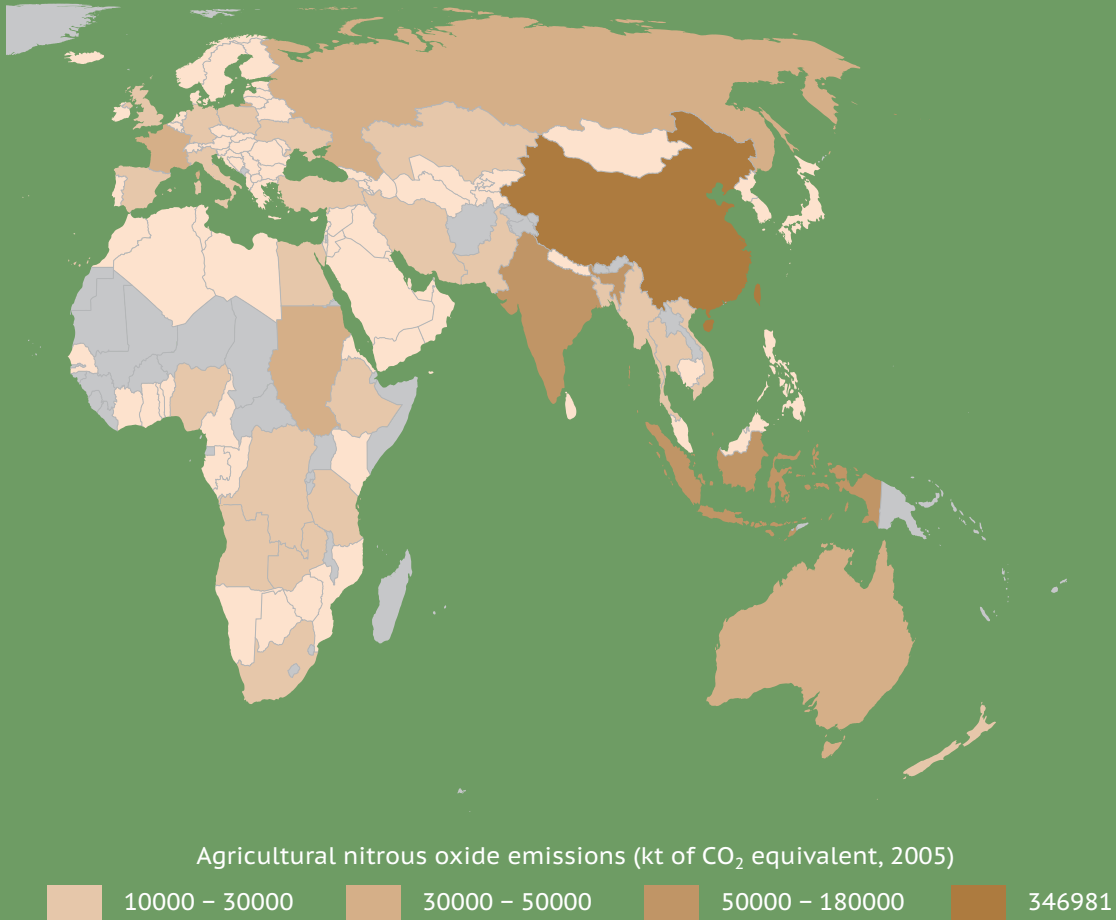 Agricultural nitrous oxide emissions (kt of CO₂ equivalent, 2005)
10000 – 30000 30000 – 50000 50000 – 180000 346981